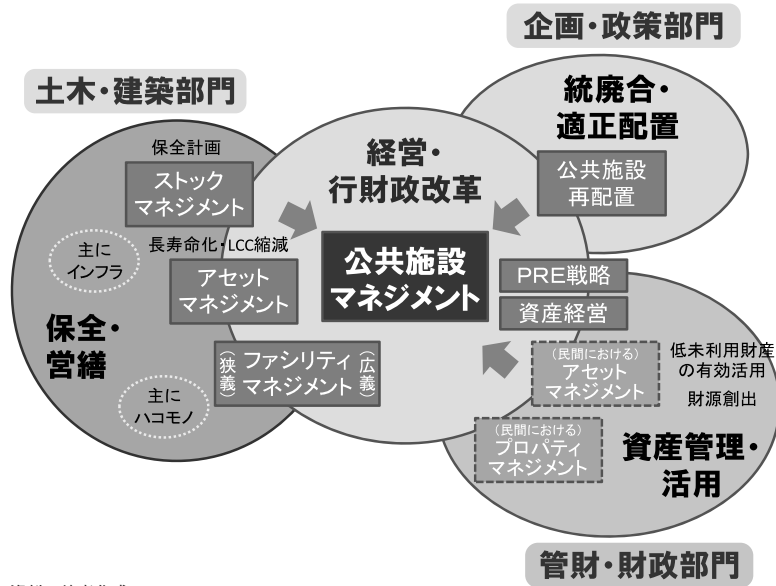 企画・政策部門
土木・建築部門
統廃合・
適正配置
公共施設
再配置
保全計画
ストック
マネジメント
経営・
行財政改革
主に
インフラ
長寿命化・LCC縮減
アセット
マネジメント
公共施設
マネジメント
PRE戦略
資産経営
保全・
営繕
(狭義)
ファシリティ
マネジメント
(広義)
主に
ハコモノ
(民間における)
アセット
マネジメント
低未利用財産
の有効活用
財源創出
(民間における)
プロパティ
マネジメント
資産管理・
活用
管財・財政部門